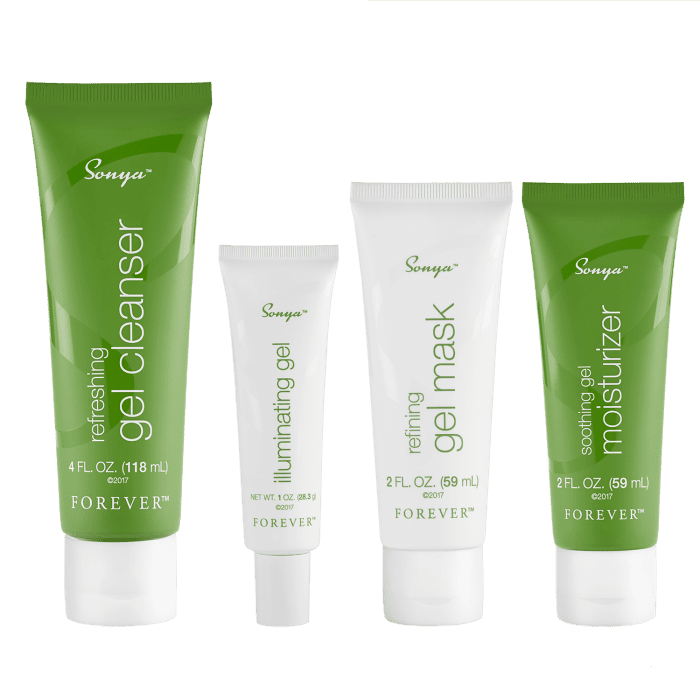 Sonya™
refreshing
gel cleanser
4 FL. OZ. (118 mL)
©2017
FOREVER™
Sonya™
illuminating gel
NET WT. 1 OZ. (28.3 g)
©2017
FOREVER™
Sonya™
refining
gel mask
2 FL. OZ. (59 mL)
©2017
FOREVER™
Sonya™
soothing gel
moisturizer
2 FL. OZ. (59 mL)
©2017
FOREVER™